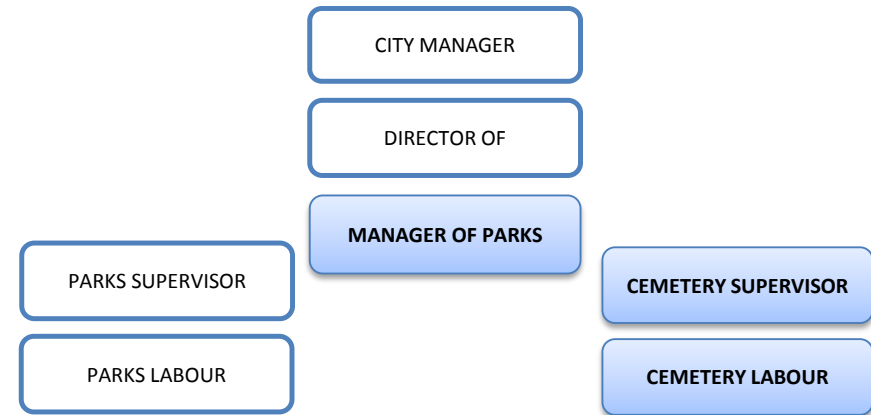 CITY MANAGER
DIRECTOR OF
MANAGER OF PARKS
PARKS SUPERVISOR
CEMETERY SUPERVISOR
PARKS LABOUR
CEMETERY LABOUR